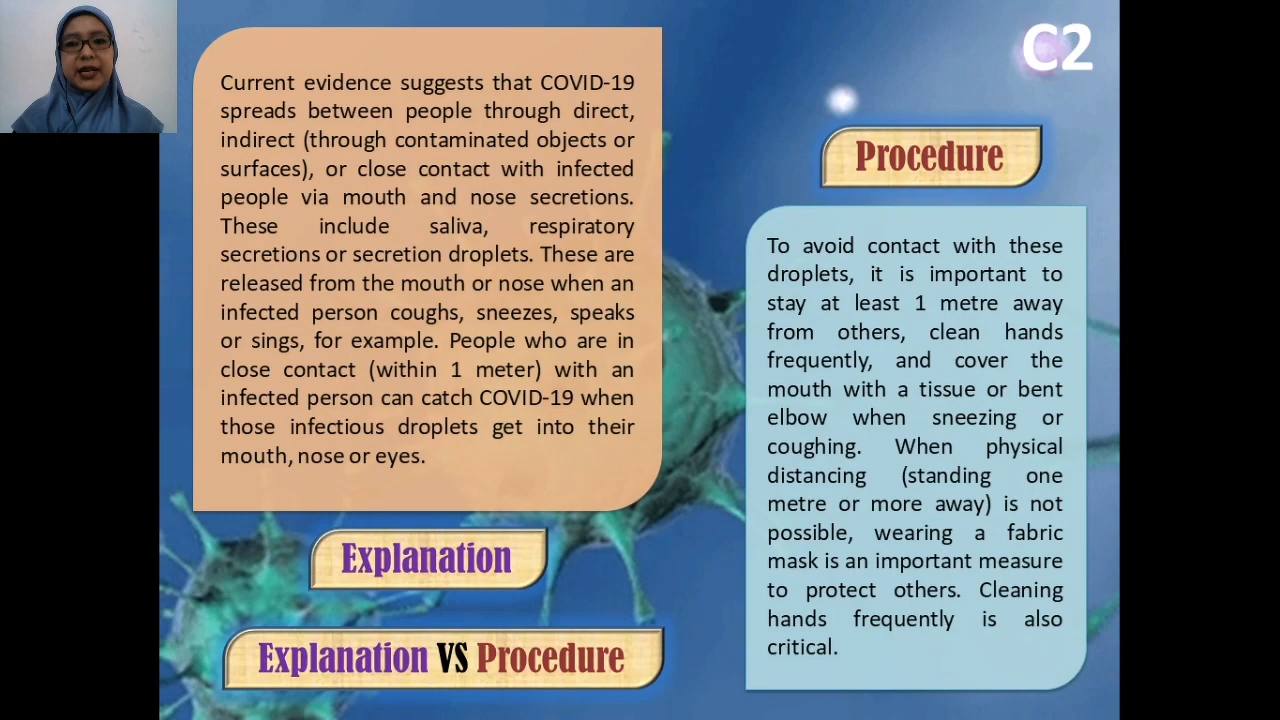 C2
Current evidence suggests that COVID-19
spreads between people through direct,
indirect (through contaminated objects or
surfaces), or close contact with infected
people via mouth and nose secretions.
These include saliva, respiratory
secretions or secretion droplets. These are
released from the mouth or nose when an
infected person coughs, sneezes, speaks
or sings, for example. People who are in
close contact (within 1 meter) with an
infected person can catch COVID-19 when
those infectious droplets get into their
mouth, nose or eyes.
Explanation
Explanation VS Procedure
Procedure
To avoid contact with these
droplets, it is important to
stay at least 1 metre away
from others, clean hands
frequently, and cover the
mouth with a tissue or bent
elbow when sneezing or
coughing. When physical
distancing (standing one
metre or more away) is not
possible, wearing a fabric
mask is an important measure
to protect others. Cleaning
hands frequently is also
critical.